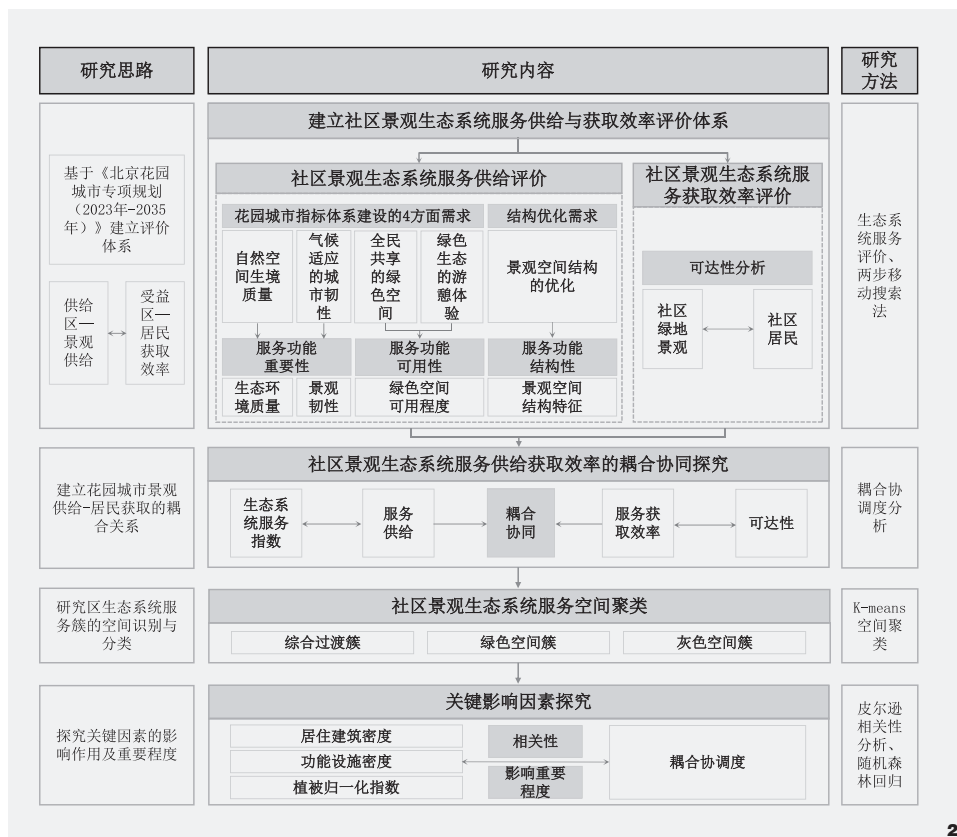 研究思路
研究内容
研究
方法
基于《北京花园
城市专项规划
（2023年-2035
年）》建立评价
体系
供给
区—
景观
供给
受益
区—
居民
获取
效率
建立社区景观生态系统服务供给与获取效率评价体系
社区景观生态系统服务供给评价
花园城市指标体系建设的4方面需求
结构优化需求
自然空
间生境
质量
气候
适应
的城
市韧
性
全民
共享
的绿
色空
间
绿色
生态
的游
憩体
验
景观空间结构
的优化
服务功能
重要性
服务功能
可用性
服务功能
结构性
生态环
境质量
景观
韧性
绿色空间
可用程度
景观空间
结构特征
社区景观生态系统服
务获取效率评价
可达性分析
社区
绿地
景观
社区
居民
生态系
统服务
评价、
两步移
动搜索
法
建立花园城市景观
供给-居民获取的耦
合关系
社区景观生态系统服务供给获取效率的耦合协同探究
生态系
统服务
指数
服务
供给
耦合
协同
服务获
取效率
可达性
耦合协
调度分
析
研究区生态系统服
务簇的空间识别与
分类
社区景观生态系统服务空间聚类
综合过渡簇
绿色空间簇
灰色空间簇
K-means
空间聚
类
探究关键因素的影
响作用及重要程度
关键影响因素探究
居住建筑密度
功能设施密度
植被归一化指数
相关性
影响重要
程度
耦合协调度
皮尔逊
相关性
分析、
随机森
林回归
2